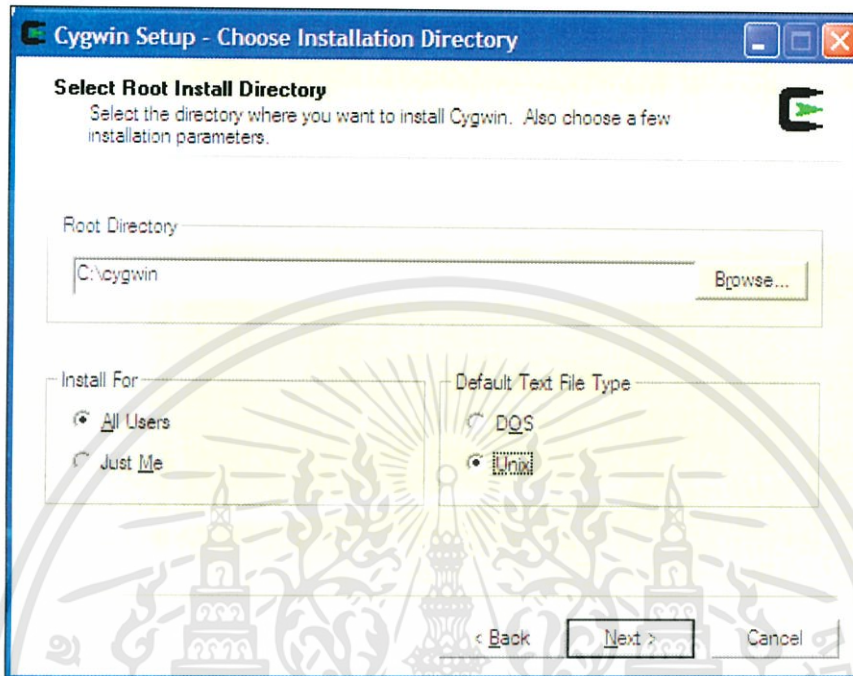 Cygwin Setup - Choose Installation Directory
Select Root Install Directory
Select the directory where you want to install Cygwin. Also choose a few
installation parameters.
Root Directory
C:\cygwin
Browse...
Install For
All Users
Just Me
Default Text File Type
DOS
Unix
< Back
Next >
Cancel